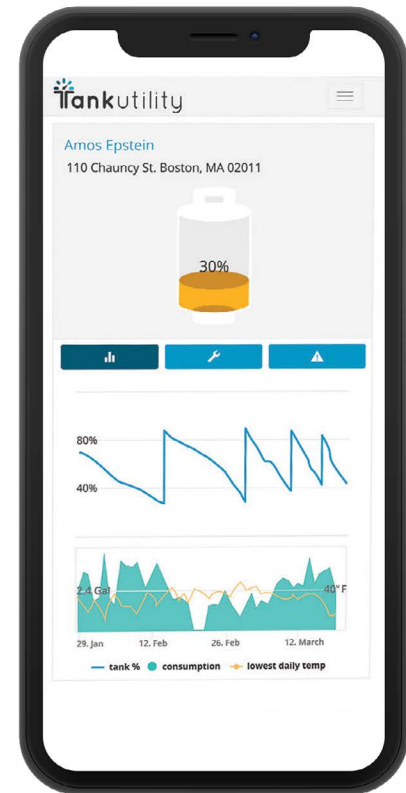 Tankutility
Amos Epstein
110 Chauncy St. Boston, MA 02011
30%
80%
40%
2.4 Gal
40°F
29. Jan 12. Feb 26. Feb 12. March
tank % consumption lowest daily temp